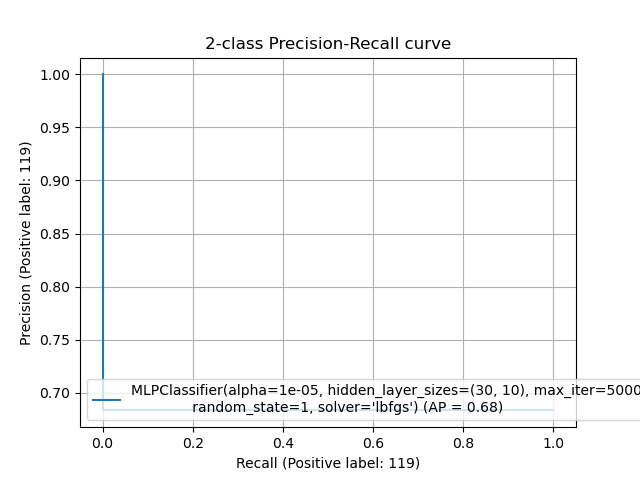 2-class Precision-Recall curve
Precision (Positive label: 119)
1.00
0.95
0.90
0.85
0.80
0.75
0.70
MLPClassifier(alpha=1e-05, hidden_layer_sizes=(30, 10), max_iter=5000
random_state=1, solver='lbfgs') (AP = 0.68)
0.0 0.2 0.4 0.6 0.8 1.0
Recall (Positive label: 119)